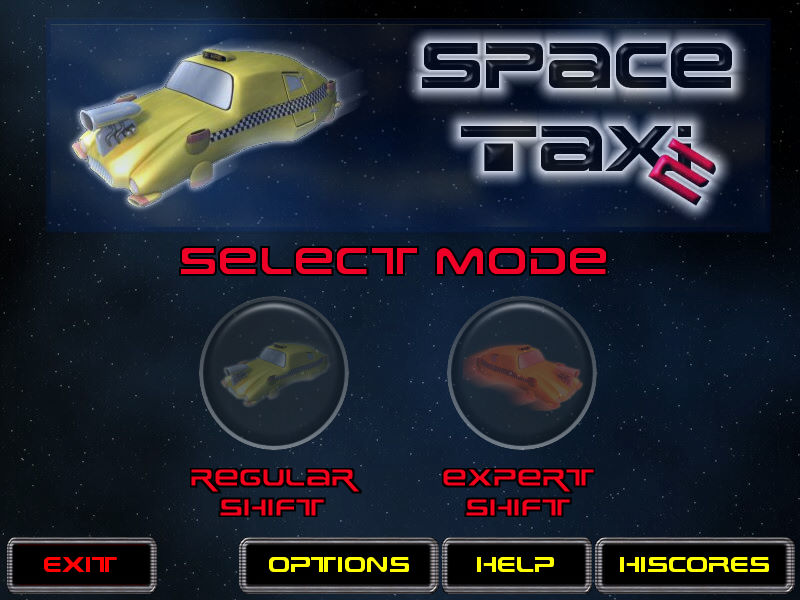 SPACE
TAXI 2
SELECT MODE
REGULAR
SHIFT
EXPERT
SHIFT
EXIT
OPTIONS
HELP
HISCORES